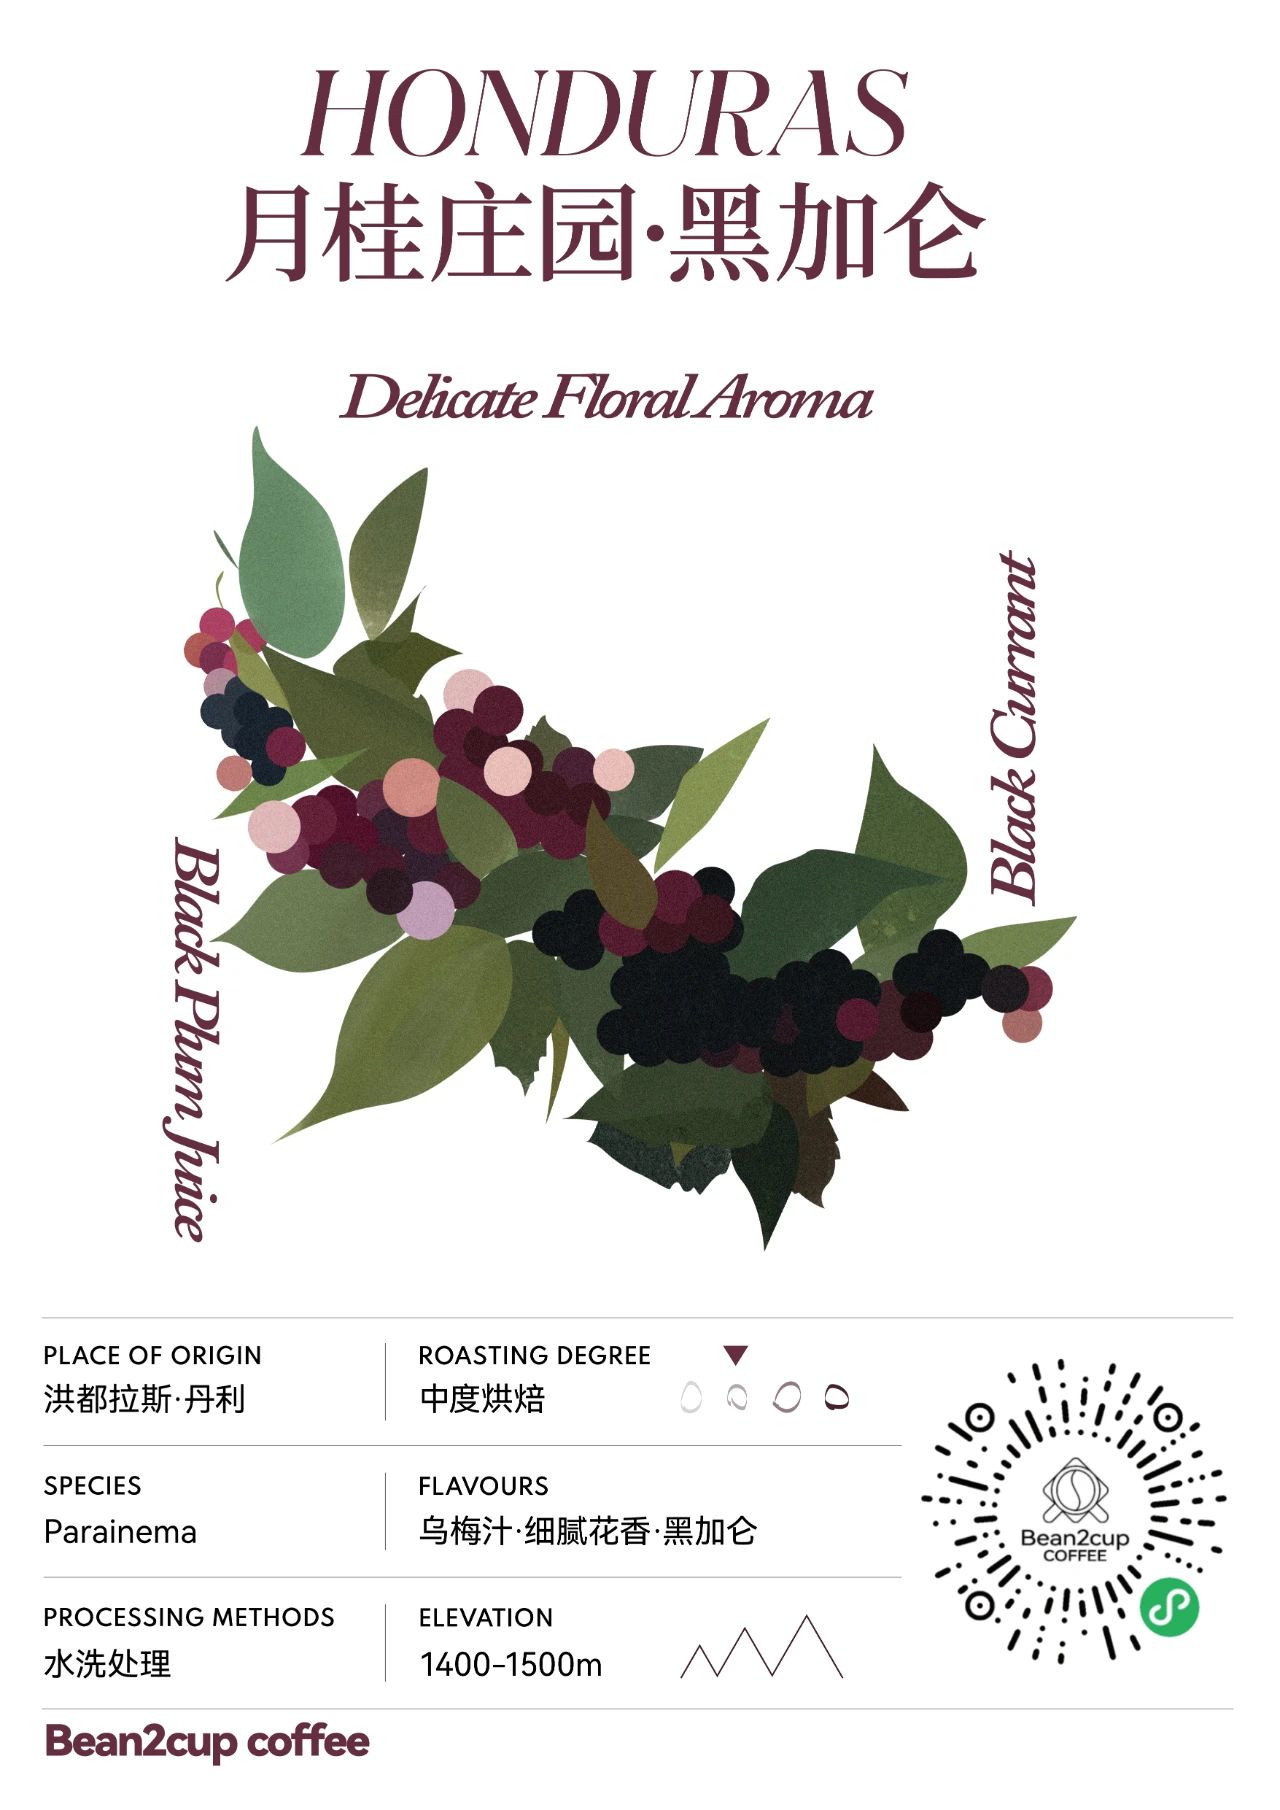 HONDURAS
月桂庄园·黑加仑
Delicate Floral Aroma
Black Currant
Black Plum Juice
PLACE OF ORIGIN
洪都拉斯·丹利
ROASTING DEGREE
中度烘焙
SPECIES
Parainema
FLAVOURS
乌梅汁·细腻花香·黑加仑
PROCESSING METHODS
水洗处理
ELEVATION
1400-1500m
Bean2cup
COFFEE
Bean2cup coffee